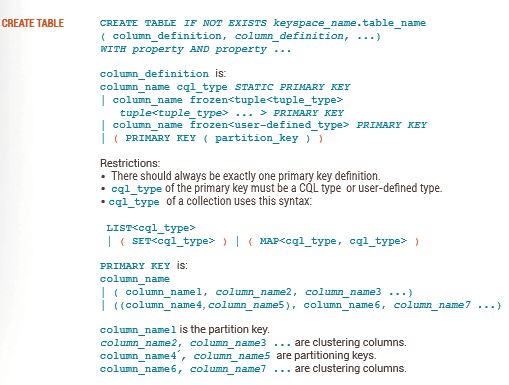 CREATE TABLE
CREATE TABLE IF NOT EXISTS keyspace_name.table_name
( column_definition, column_definition, ...)
WITH property AND property ...
column_definition is:
column_name cql_type STATIC PRIMARY KEY
| column_name frozen<tuple<tuple_type>
tuple<tuple_type> ... > PRIMARY KEY
| column_name frozen<user-defined_type> PRIMARY KEY
| ( PRIMARY KEY ( partition_key ) )
Restrictions:
• There should always be exactly one primary key definition.
• cql_type of the primary key must be a CQL type or user-defined type.
• cql_type of a collection uses this syntax:
LIST<cql_type>
| ( SET<cql_type> ) | ( MAP<cql_type, cql_type> )
PRIMARY KEY is:
column_name
| ( column_name1, column_name2, column_name3 ...)
| ((column_name4,column_name5), column_name6, column_name7 ...)
column_name1 is the partition key.
column_name2, column_name3 ... are clustering columns.
column_name4, column_name5 are partitioning keys.
column_name6, column_name7 ... are clustering columns.